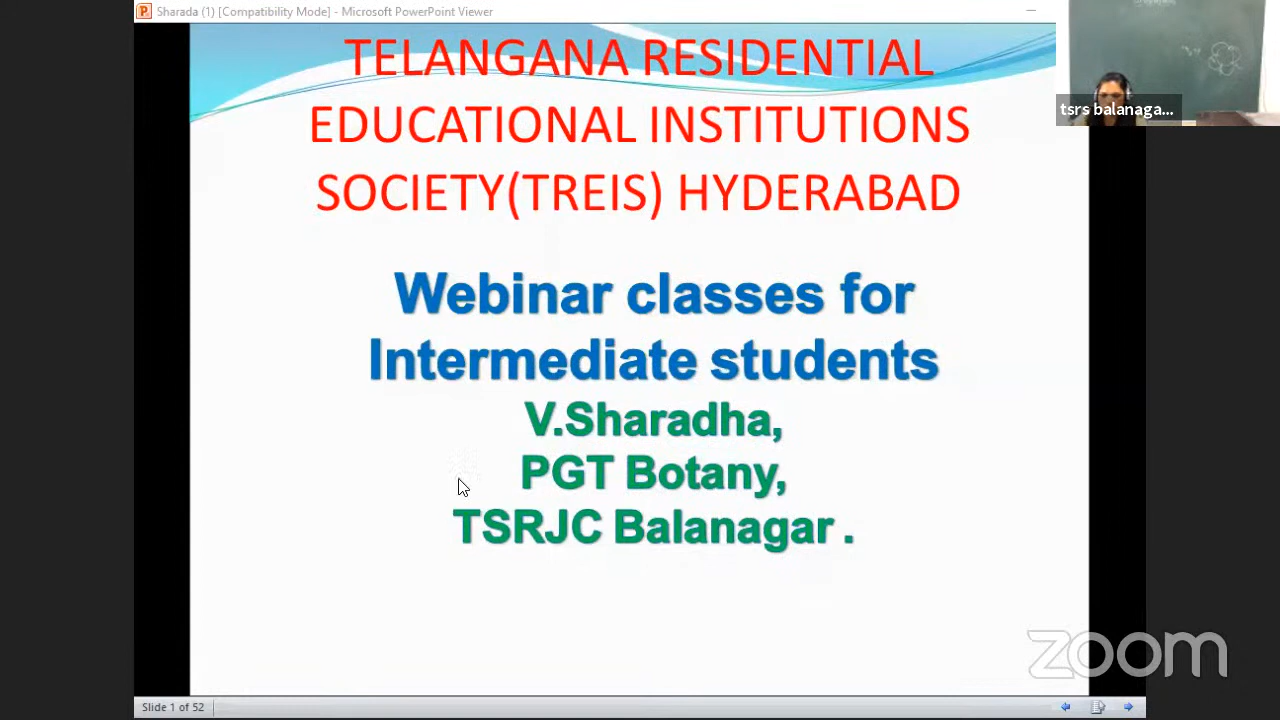 Sharada (1) [Compatibility Mode] - Microsoft PowerPoint Viewer
TELANGANA RESIDENTIAL
EDUCATIONAL INSTITUTIONS
SOCIETY(TREIS) HYDERABAD
tsrs balanaga...
Webinar classes for
Intermediate students
V.Sharadha,
PGT Botany,
TSRJC Balanagar .
zoom
Slide 1 of 52